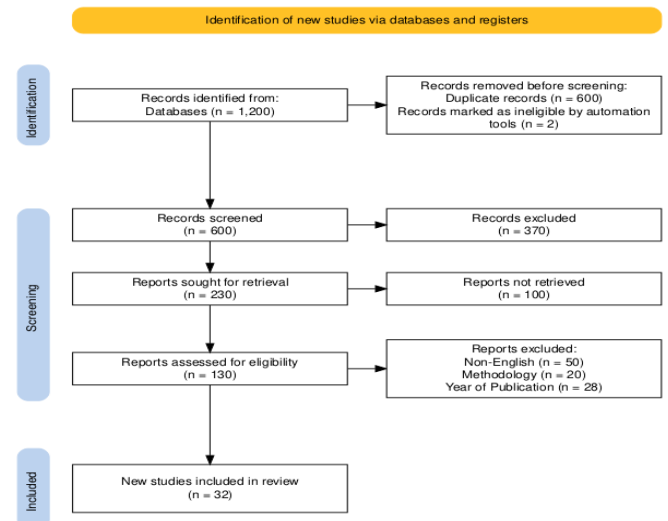 Identification of new studies via databases and registers
Identification
Records identified from:
Databases (n = 1,200)
Records removed before screening:
Duplicate records (n = 600)
Records marked as ineligible by automation
tools (n = 2)
Screening
Records screened
(n = 600)
Records excluded
(n = 370)
Reports sought for retrieval
(n = 230)
Reports not retrieved
(n = 100)
Reports assessed for eligibility
(n = 130)
Reports excluded:
Non-English (n = 50)
Methodology (n = 20)
Year of Publication (n = 28)
Included
New studies included in review
(n = 32)